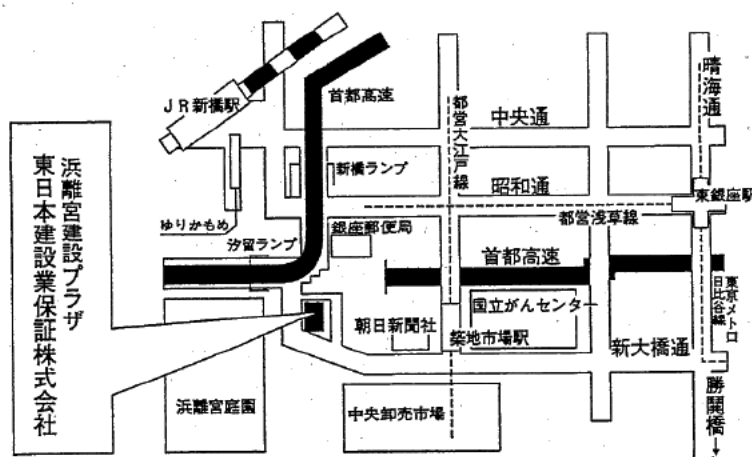 晴海通
首都高速
JR新橋駅
都営大江戸線
中央通
浜離宮建設プラザ
東日本建設業保証株式会社
新橋ランプ
昭和通
東銀座駅
ゆりかもめ
銀座郵便局
都営浅草線
汐留ランプ
首都高速
東京メトロ
日比谷線
国立がんセンター
朝日新聞社
築地市場駅
新大橋通
勝鬨橋
浜離宮庭園
中央卸売市場